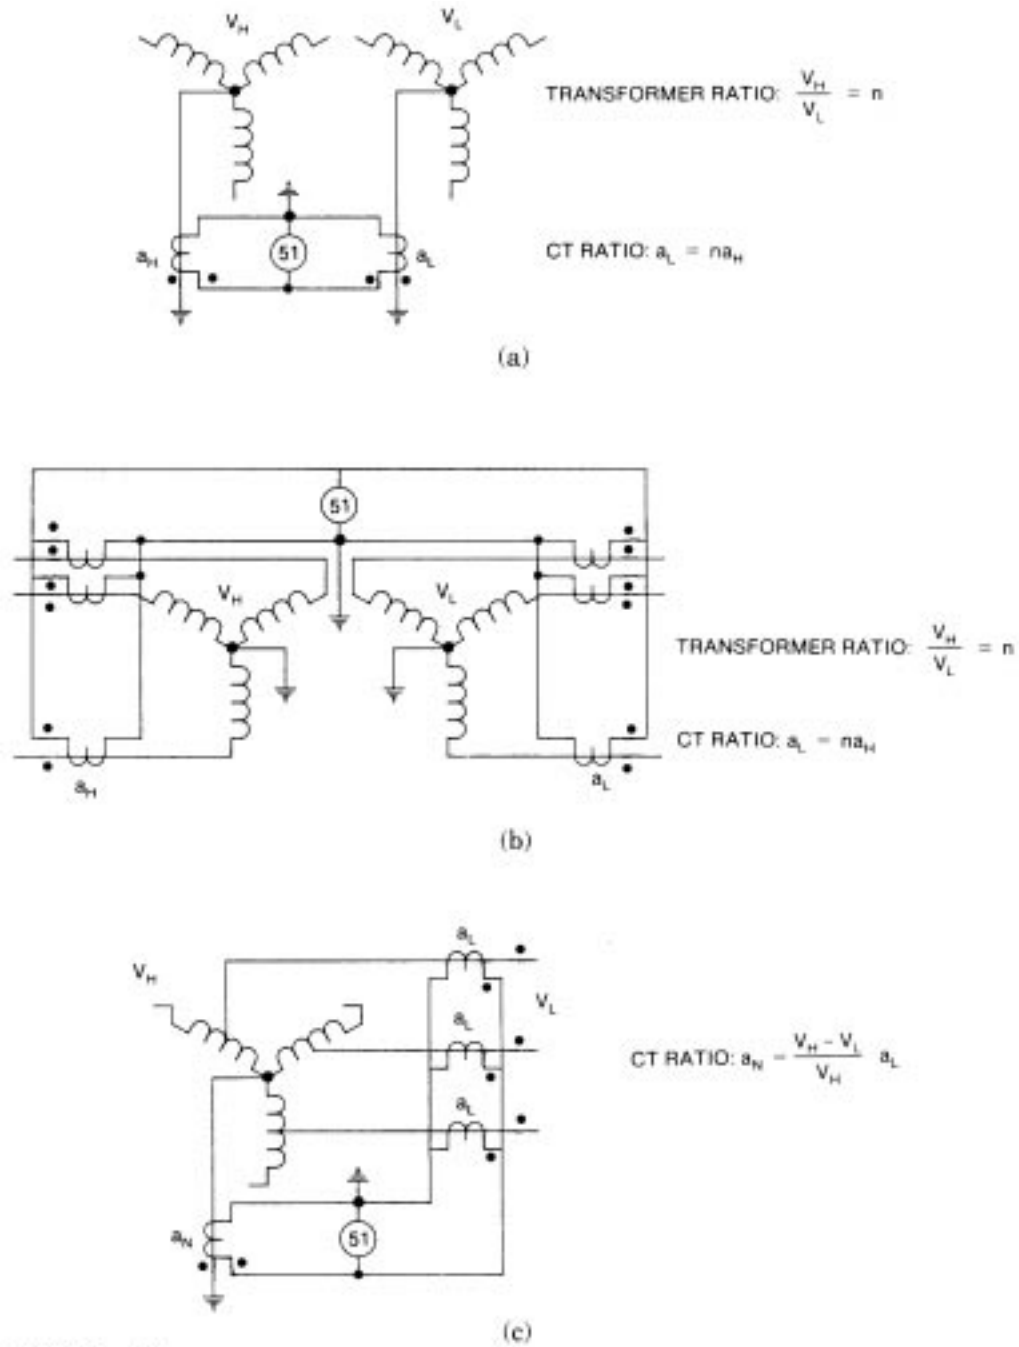 V_H V_L
TRANSFORMER RATIO: V_H / V_L = n
a_H 51 a_L
CT RATIO: a_L = na_H
(a)
51
V_H V_L
TRANSFORMER RATIO: V_H / V_L = n
CT RATIO: a_L = na_H
a_H a_L
(b)
a_L
V_H V_L
a_L
CT RATIO: a_N = V_H - V_L / V_H a_L
a_L
a_N 51
(c)